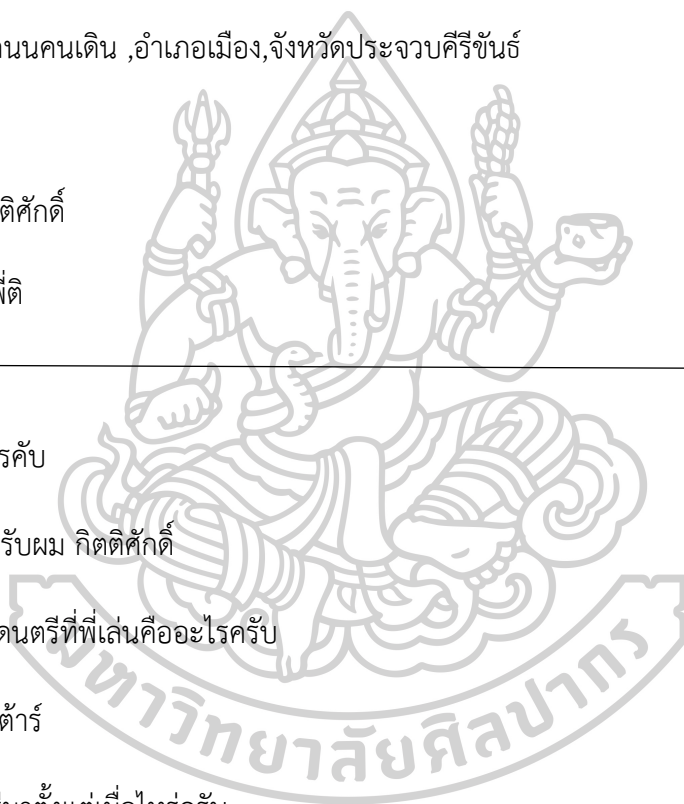 นนคนเดิน ,อำเภอเมือง,จังหวัดประจวบคีรีขันธ์
ติศักดิ์
พี่ติ
รคับ
รับผม กิตติศักดิ์
ดนตรีที่พี่เล่นคืออะไรครับ
ต้าร์
มหาวิทยาลัยศิลปากร